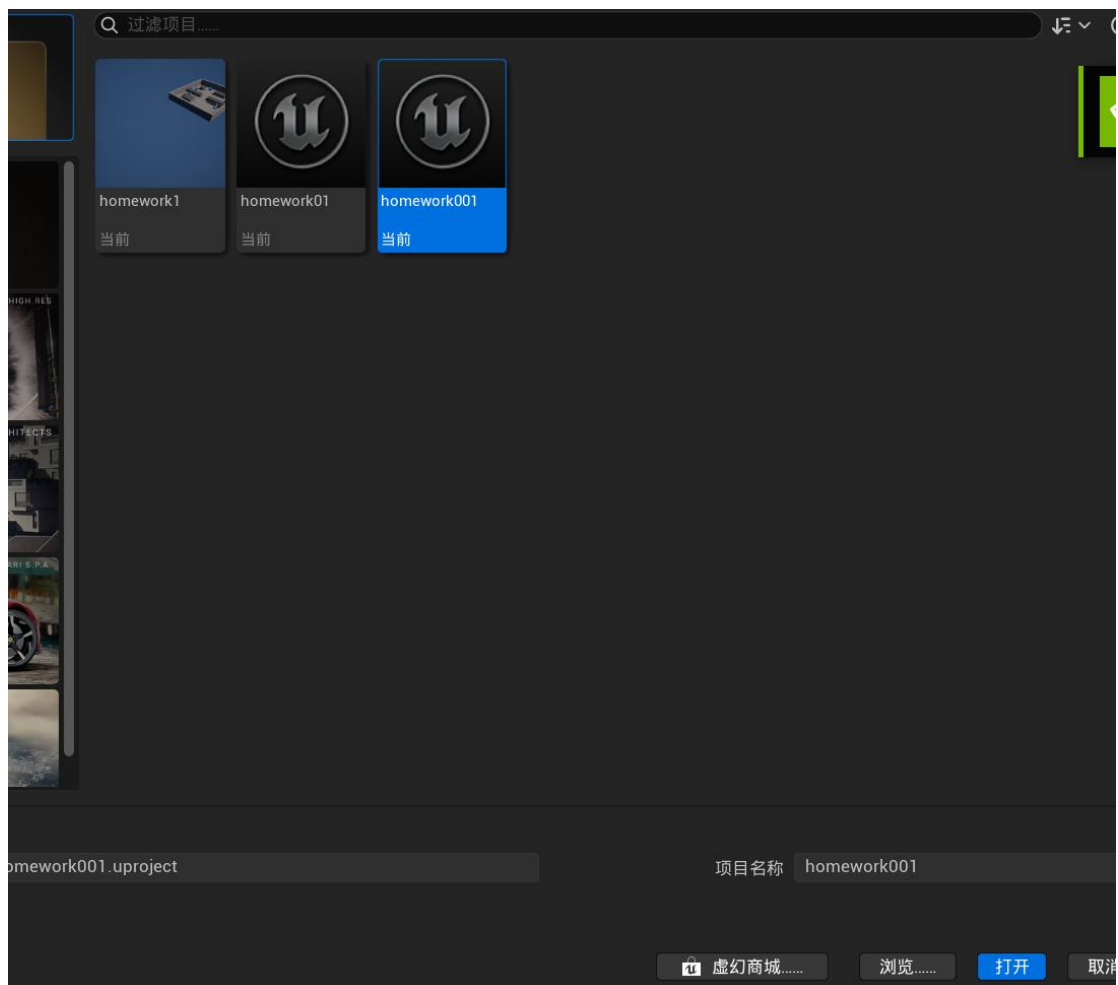 过滤项目......
homework1
homework01
homework001
当前
当前
当前
HIGH RES
HITECTS
ARI S.P.A.
omework001.uproject
项目名称
homework001
虚幻商城......
浏览......
打开
取消